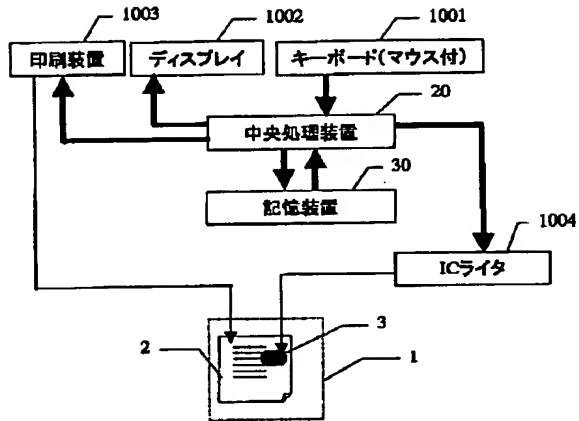 1003
1002
1001
印刷装置
ディスプレイ
キーボード(マウス付)
20
中央処理装置
30
記憶装置
1004
ICライタ
3
2
1